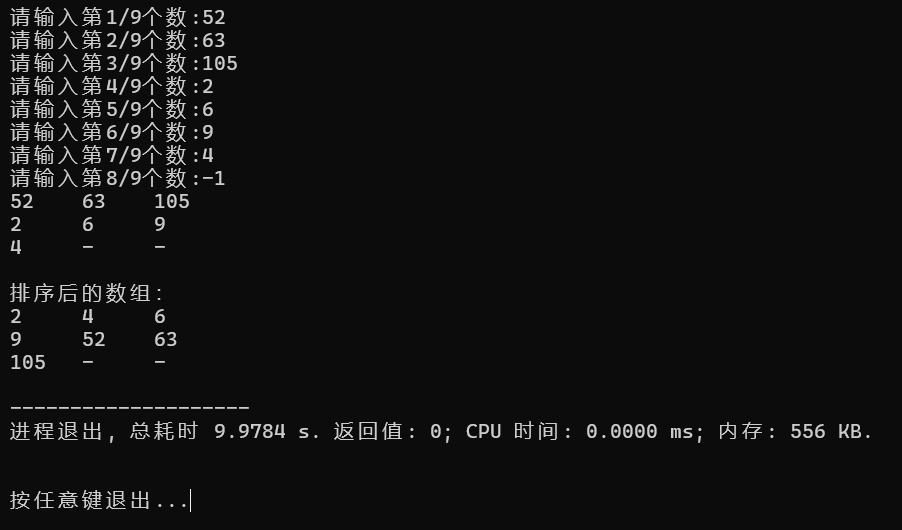 请输入第1/9个数:52
请输入第2/9个数:63
请输入第3/9个数:105
请输入第4/9个数:2
请输入第5/9个数:6
请输入第6/9个数:9
请输入第7/9个数:4
请输入第8/9个数:-1
52 63 105
2 6 9
4 - -
排序后的数组:
2 4 6
9 52 63
105 - -
--------------------
进程退出, 总耗时 9.9784 s. 返回值: 0; CPU 时间: 0.0000 ms; 内存: 556 KB.
按任意键退出...